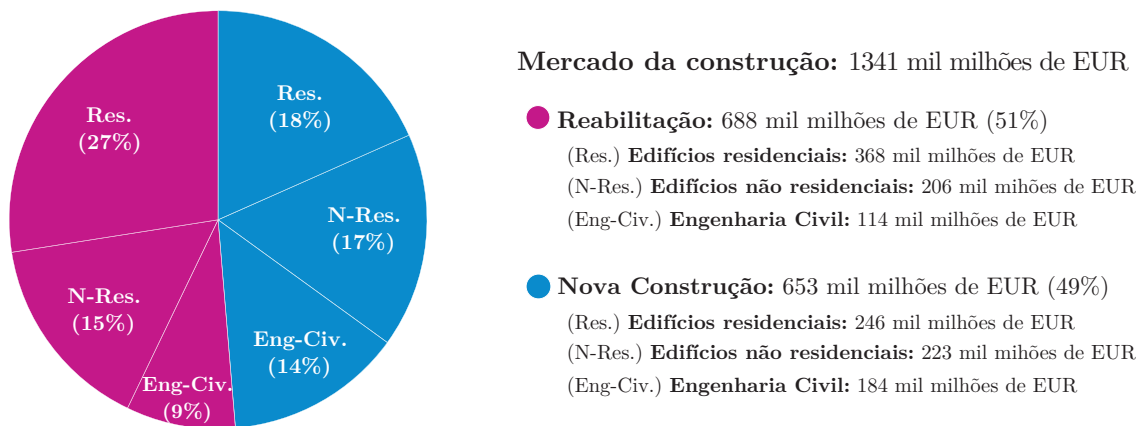 Res.
(27%)
Res.
(18%)
N-Res.
(17%)
N-Res.
(15%)
Eng-Civ.
(14%)
Eng-Civ.
(9%)
Mercado da construção: 1341 mil milhões de EUR
Reabilitação: 688 mil milhões de EUR (51%)
(Res.) Edifícios residenciais: 368 mil milhões de EUR
(N-Res.) Edifícios não residenciais: 206 mil mihões de EUR
(Eng-Civ.) Engenharia Civil: 114 mil milhões de EUR
Nova Construção: 653 mil milhões de EUR (49%)
(Res.) Edifícios residenciais: 246 mil milhões de EUR
(N-Res.) Edifícios não residenciais: 223 mil mihões de EUR
(Eng-Civ.) Engenharia Civil: 184 mil milhões de EUR